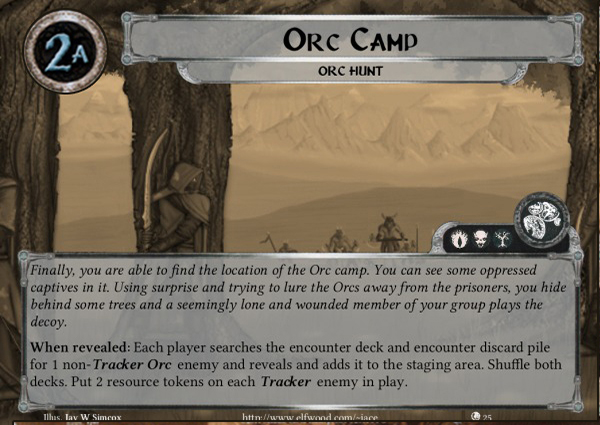 2A
ORC CAMP
ORC HUNT
Finally, you are able to find the location of the Orc camp. You can see some oppressed
captives in it. Using surprise and trying to lure the Orcs away from the prisoners, you hide
behind some trees and a seemingly lone and wounded member of your group plays the
decoy.
When revealed: Each player searches the encounter deck and encounter discard pile
for 1 non-Tracker Orc enemy and reveals and adds it to the staging area. Shuffle both
decks. Put 2 resource tokens on each Tracker enemy in play.
Illus. Jay W Simcox
http://www.elfwood.com/~jace
25